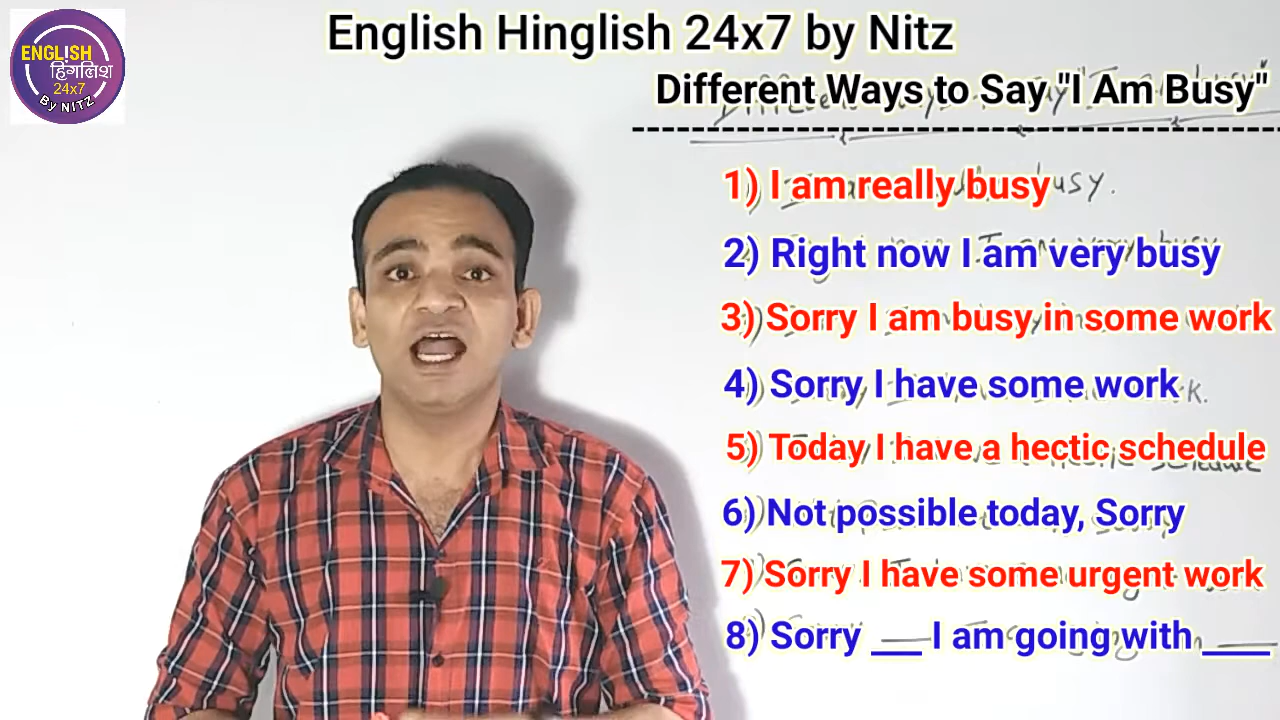 ENGLISH
हिंगलिश
24x7
By NITZ
English Hinglish 24x7 by Nitz
Different Ways to Say "I Am Busy"
1) I am really busy
2) Right now I am very busy
3) Sorry I am busy in some work
4) Sorry I have some work
5) Today I have a hectic schedule
6) Not possible today, Sorry
7) Sorry I have some urgent work
8) Sorry ___ I am going with ____